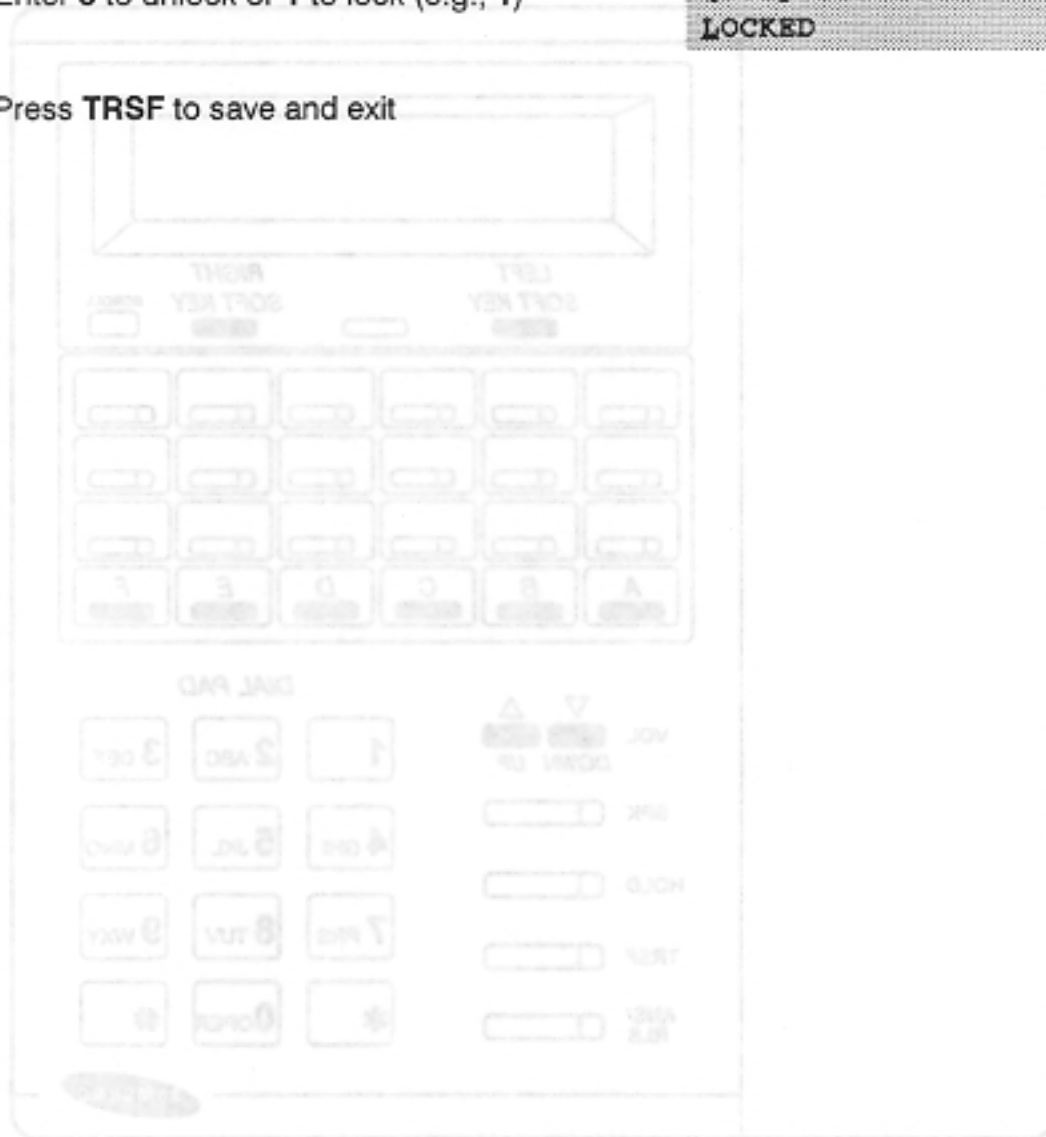 Enter 0 to unlock or 1 to lock (e.g., 1)
LOCKED
Press TRSF to save and exit
RIGHT
SOFT KEY
LEFT
SOFT KEY
SCROLL
F E D C B A
DIAL PAD
VOL
UP DOWN
3 DEF 2 ABC 1
SPK
6 MNO 5 JKL 4 GHI
HOLD
9 WXY 8 TUV 7 PRS
TRSF
# 0 OPER *
ANS/
RLS